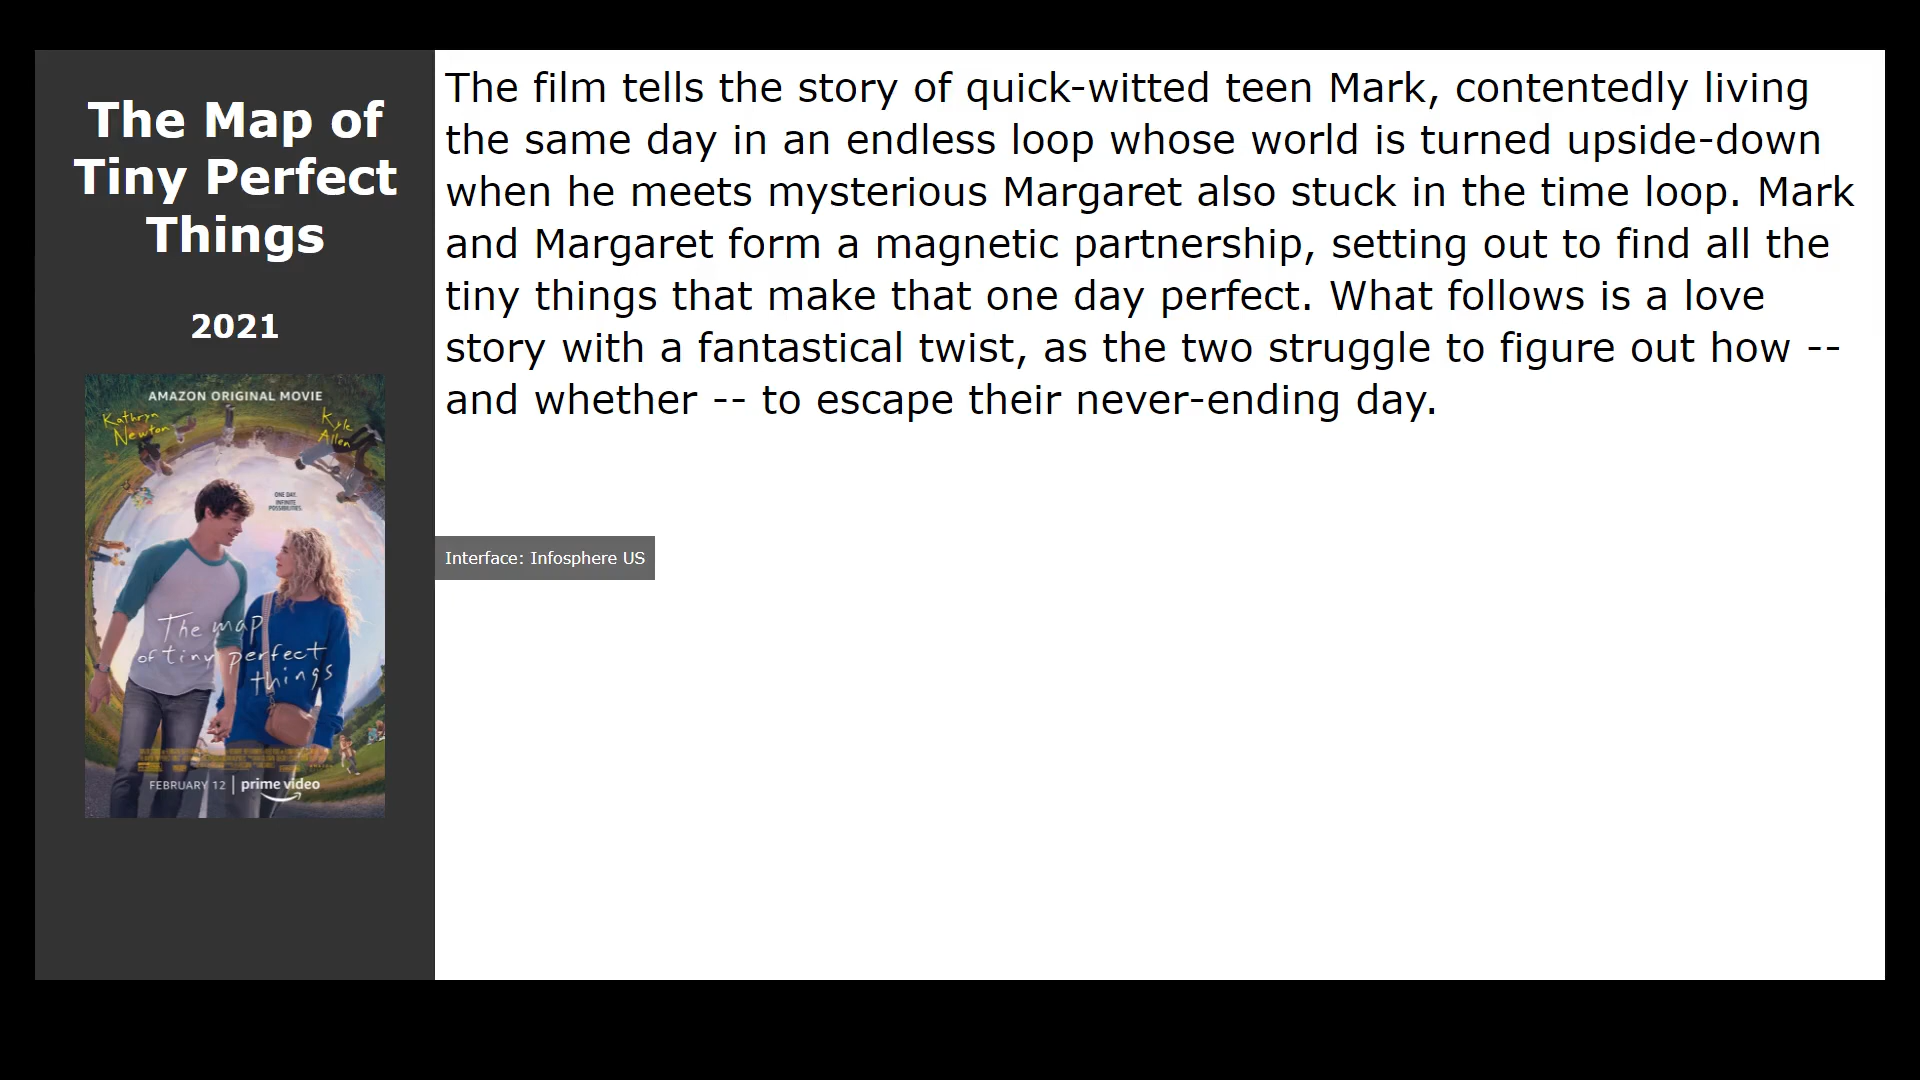 The Map of
Tiny Perfect
Things
2021
AMAZON ORIGINAL MOVIE
Kathryn
Newton
Kyle
Allen
ONE DAY.
INFINITE
POSSIBILITIES.
The map
of tiny perfect
things
FEBRUARY 12 | prime video
The film tells the story of quick-witted teen Mark, contentedly living
the same day in an endless loop whose world is turned upside-down
when he meets mysterious Margaret also stuck in the time loop. Mark
and Margaret form a magnetic partnership, setting out to find all the
tiny things that make that one day perfect. What follows is a love
story with a fantastical twist, as the two struggle to figure out how --
and whether -- to escape their never-ending day.
Interface: Infosphere US